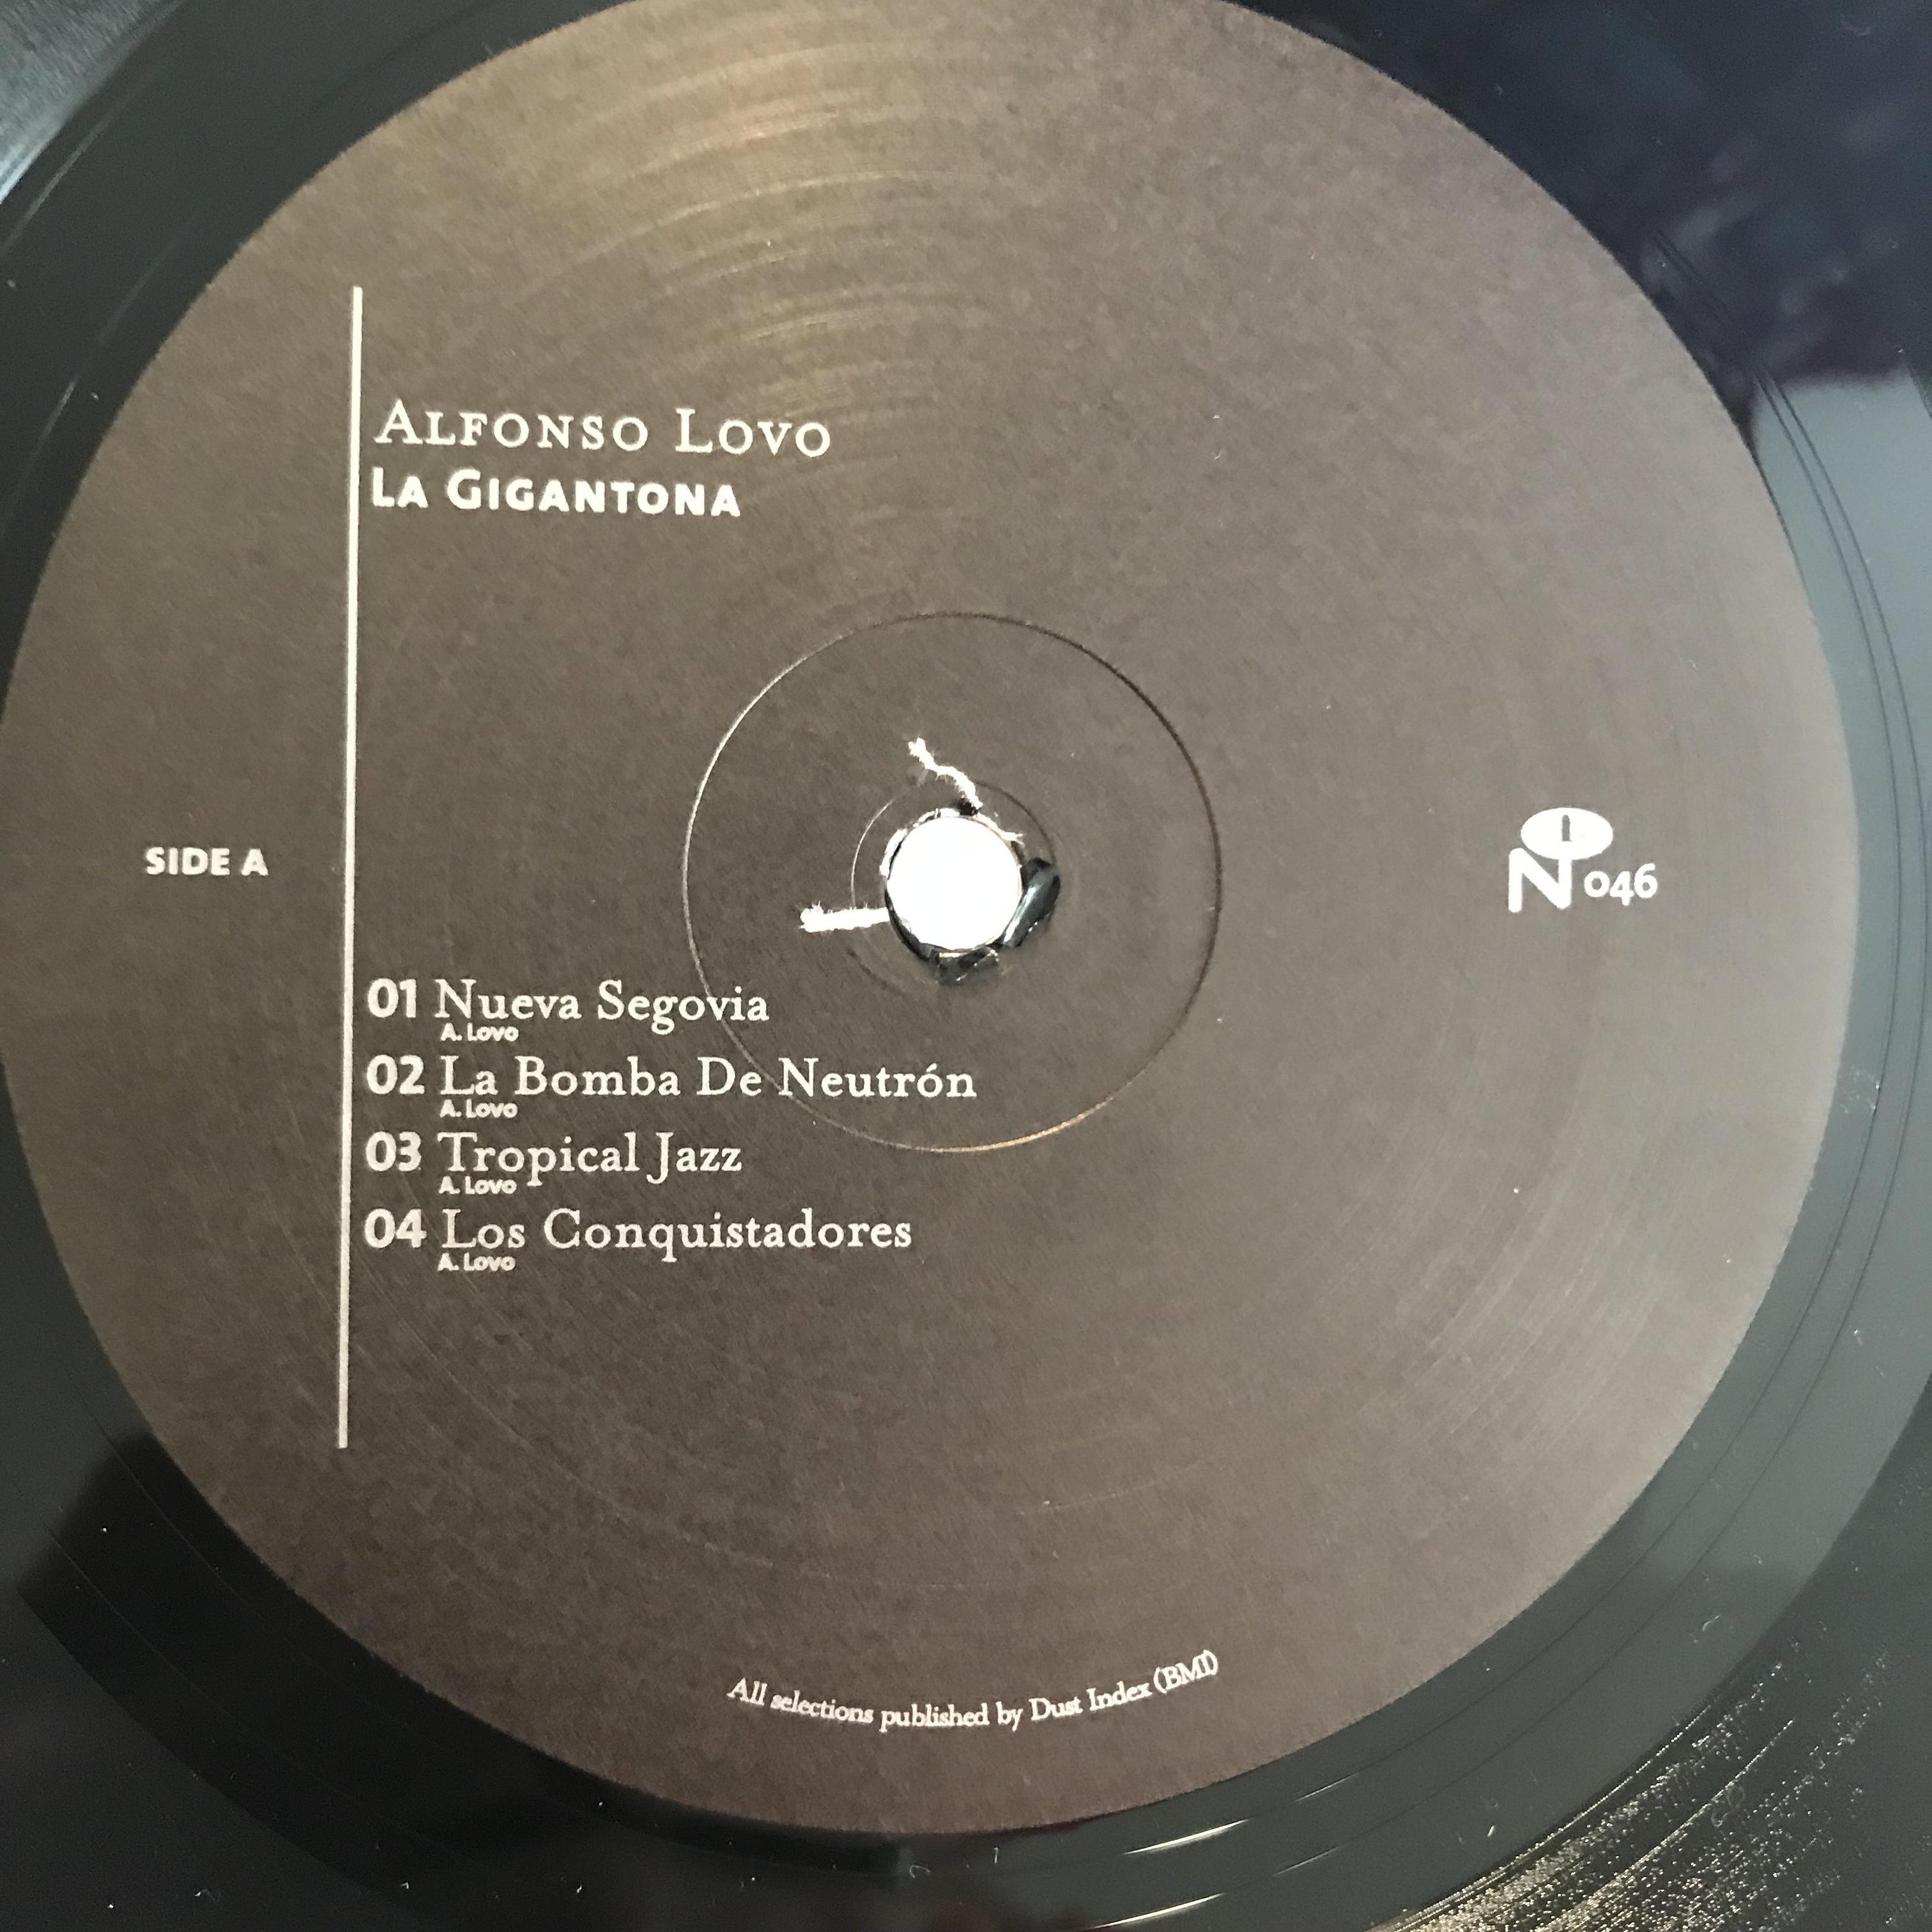 Alfonso Lovo
La Gigantona
SIDE A
N 046
01 Nueva Segovia
A. Lovo
02 La Bomba De Neutrón
A. Lovo
03 Tropical Jazz
A. Lovo
04 Los Conquistadores
A. Lovo
All selections published by Dust Index (BMI)